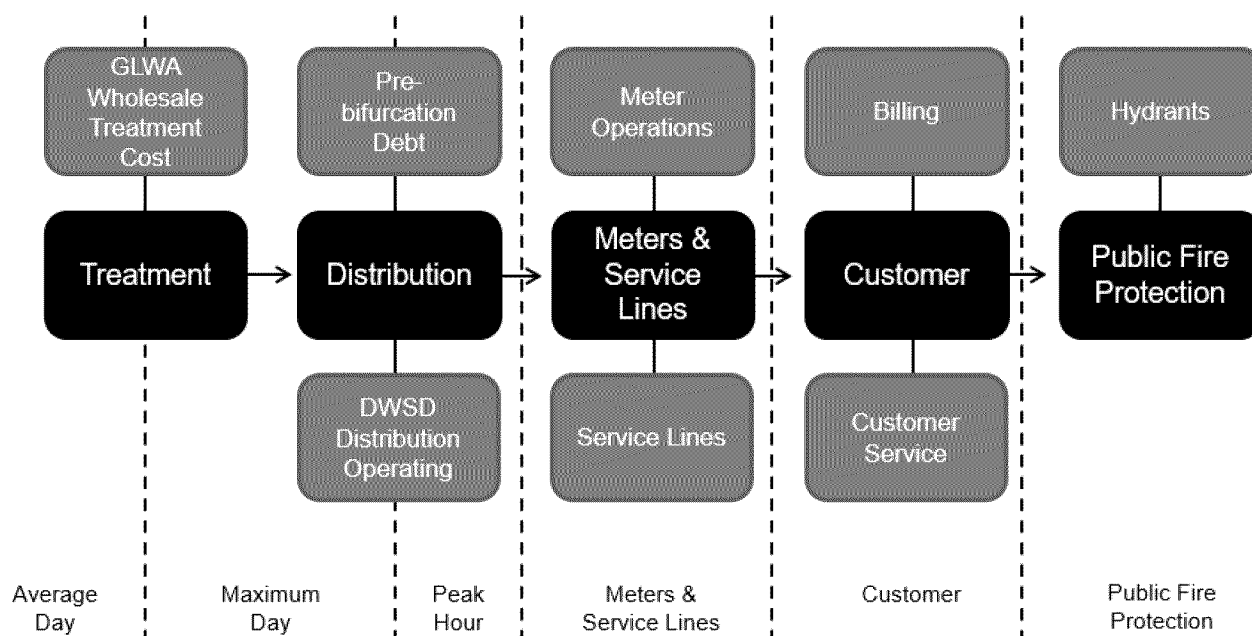 GLWA
Wholesale
Treatment
Cost
Pre-
bifurcation
Debt
Meter
Operations
Billing
Hydrants
Treatment
Distribution
Meters &
Service
Lines
Customer
Public Fire
Protection
DWSD
Distribution
Operating
Service Lines
Customer
Service
Average
Day
Maximum
Day
Peak
Hour
Meters &
Service Lines
Customer
Public Fire
Protection